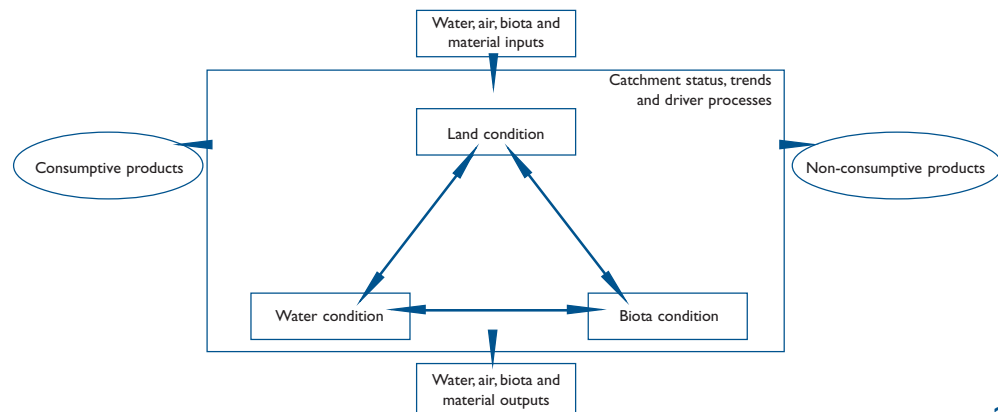 Water, air, biota and
material inputs
Catchment status, trends
and driver processes
Land condition
Consumptive products
Non-consumptive products
Water condition
Biota condition
Water, air, biota and
material outputs